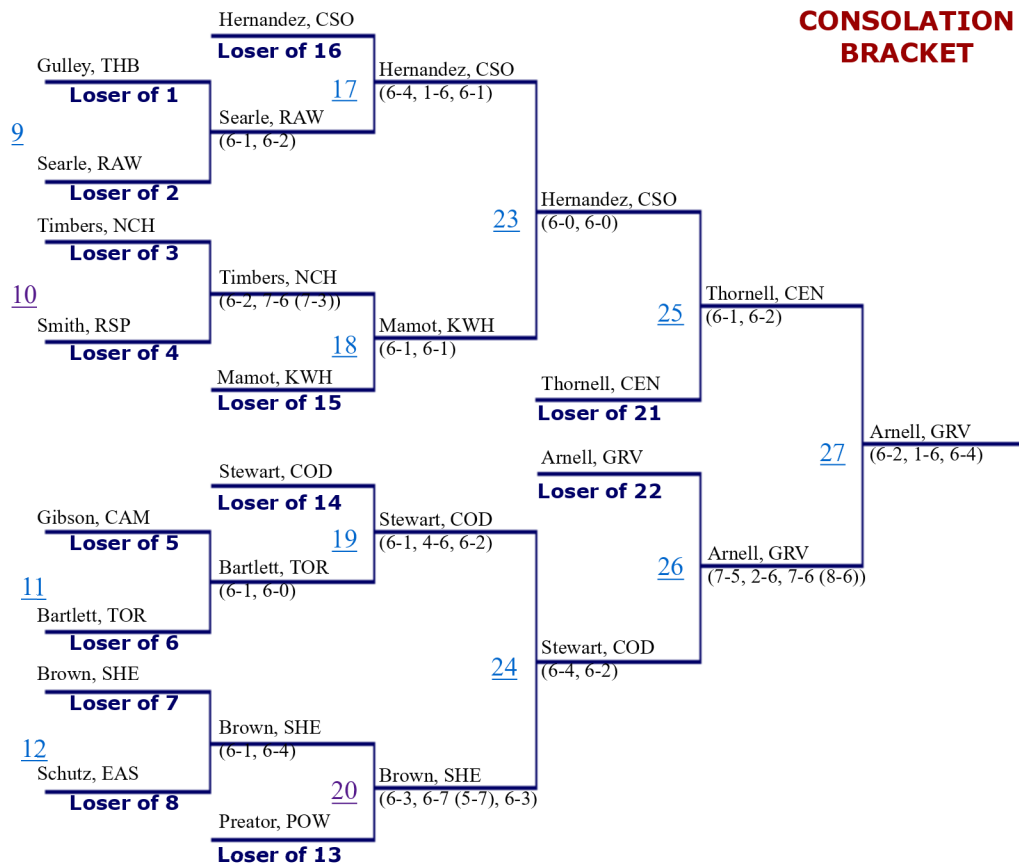 CONSOLATION
BRACKET
Hernandez, CSO
Loser of 16
Gulley, THB
Loser of 1
17
Hernandez, CSO
(6-4, 1-6, 6-1)
9
Searle, RAW
(6-1, 6-2)
Searle, RAW
Loser of 2
Timbers, NCH
Loser of 3
23
Hernandez, CSO
(6-0, 6-0)
10
Timbers, NCH
(6-2, 7-6 (7-3))
Smith, RSP
Loser of 4
18
Mamot, KWH
(6-1, 6-1)
Mamot, KWH
Loser of 15
25
Thornell, CEN
(6-1, 6-2)
Thornell, CEN
Loser of 21
27
Arnell, GRV
(6-2, 1-6, 6-4)
Arnell, GRV
Loser of 22
Stewart, COD
Loser of 14
Gibson, CAM
Loser of 5
19
Stewart, COD
(6-1, 4-6, 6-2)
11
Bartlett, TOR
(6-1, 6-0)
26
Arnell, GRV
(7-5, 2-6, 7-6 (8-6))
Bartlett, TOR
Loser of 6
24
Stewart, COD
(6-4, 6-2)
Brown, SHE
Loser of 7
12
Brown, SHE
(6-1, 6-4)
Schutz, EAS
Loser of 8
20
Brown, SHE
(6-3, 6-7 (5-7), 6-3)
Preator, POW
Loser of 13